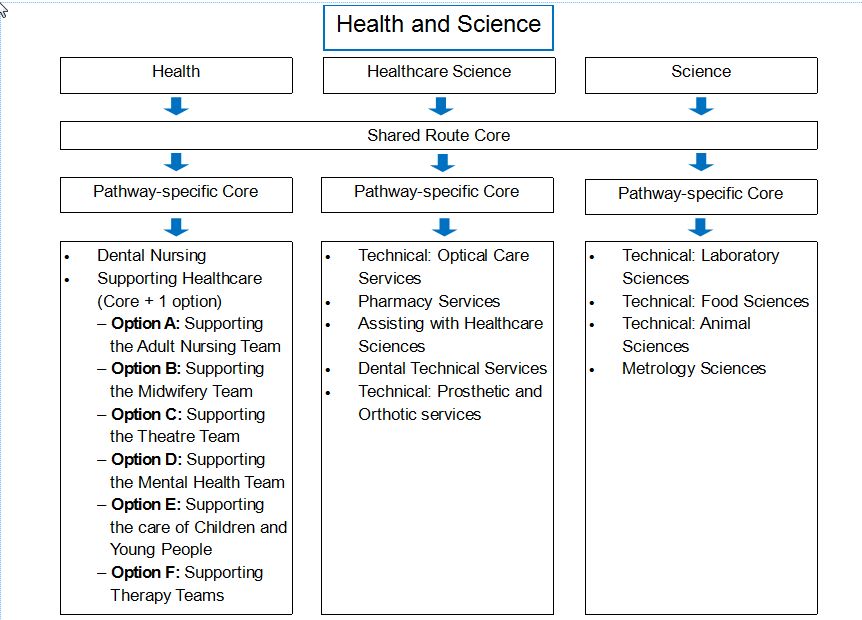 Health and Science
Health
Healthcare Science
Science
Shared Route Core
Pathway-specific Core
Pathway-specific Core
Pathway-specific Core
• Dental Nursing
• Supporting Healthcare
(Core + 1 option)
– Option A: Supporting
the Adult Nursing Team
– Option B: Supporting
the Midwifery Team
– Option C: Supporting
the Theatre Team
– Option D: Supporting
the Mental Health Team
– Option E: Supporting
the care of Children and
Young People
– Option F: Supporting
Therapy Teams
• Technical: Optical Care
Services
• Pharmacy Services
• Assisting with Healthcare
Sciences
• Dental Technical Services
• Technical: Prosthetic and
Orthotic services
• Technical: Laboratory
Sciences
• Technical: Food Sciences
• Technical: Animal
Sciences
• Metrology Sciences